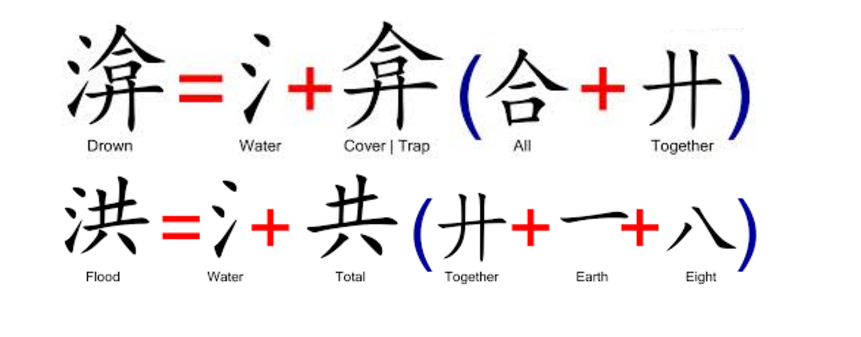 渰=氵+弇(合+廾)
Drown Water Cover | Trap All Together
洪=氵+共(廾+一+八)
Flood Water Total Together Earth Eight